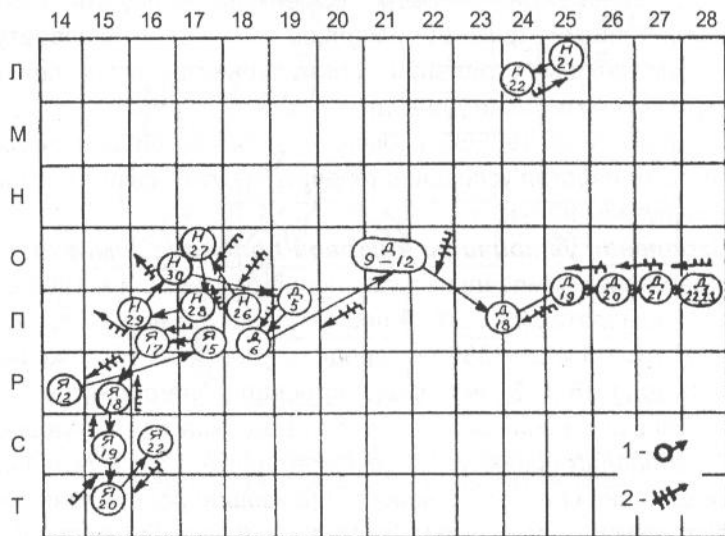 14 15 16 17 18 19 20 21 22 23 24 25 26 27 28
Л
Н 21
Н 22
М
Н
О
Н 27
Н 30
Д 9-12
П
Н 29
Н 28
Н 26
Д 5
Д 18
Д 19
Д 20
Д 21
Я 17
Я 15
Д 6
Р
Я 12
Я 18
С
Я 19
Я 22
1 -
Т
Я 20
2 -